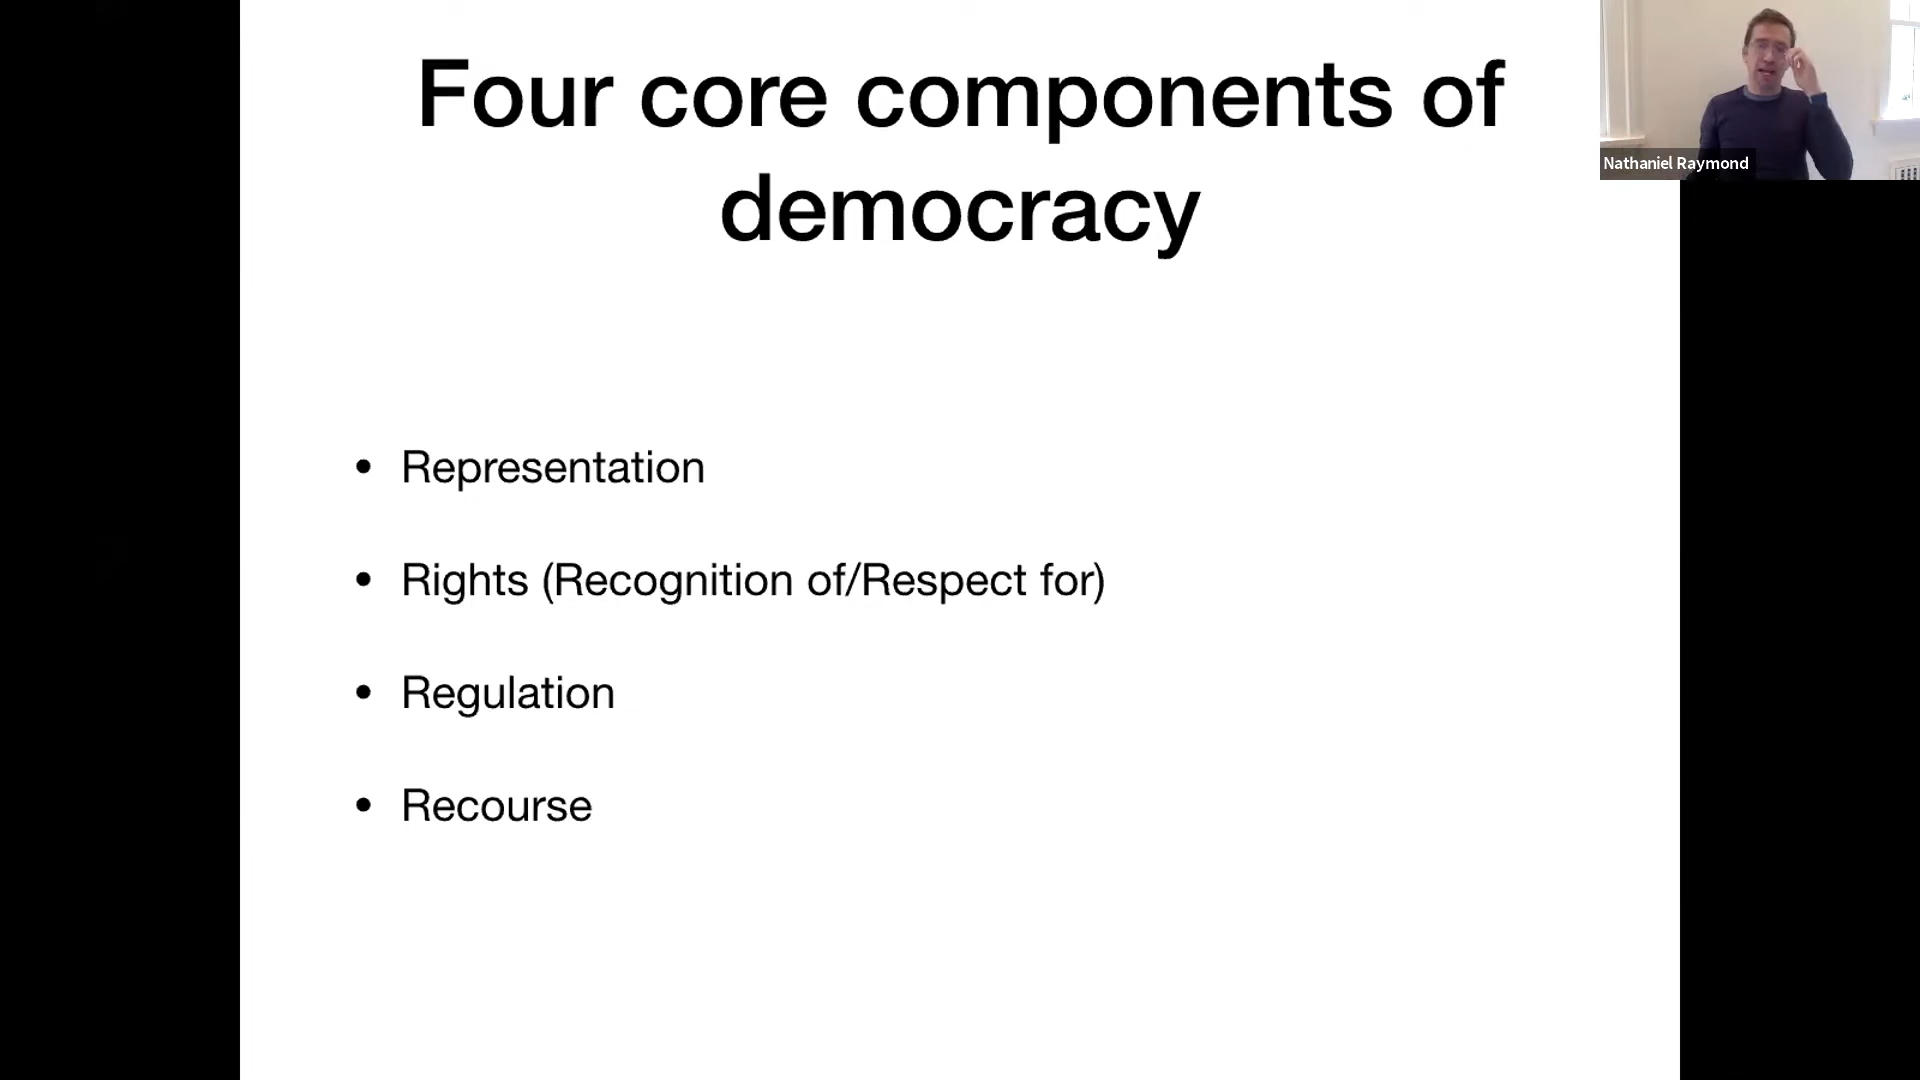 Four core components of
democracy
Nathaniel Raymond
• Representation
• Rights (Recognition of/Respect for)
• Regulation
• Recourse